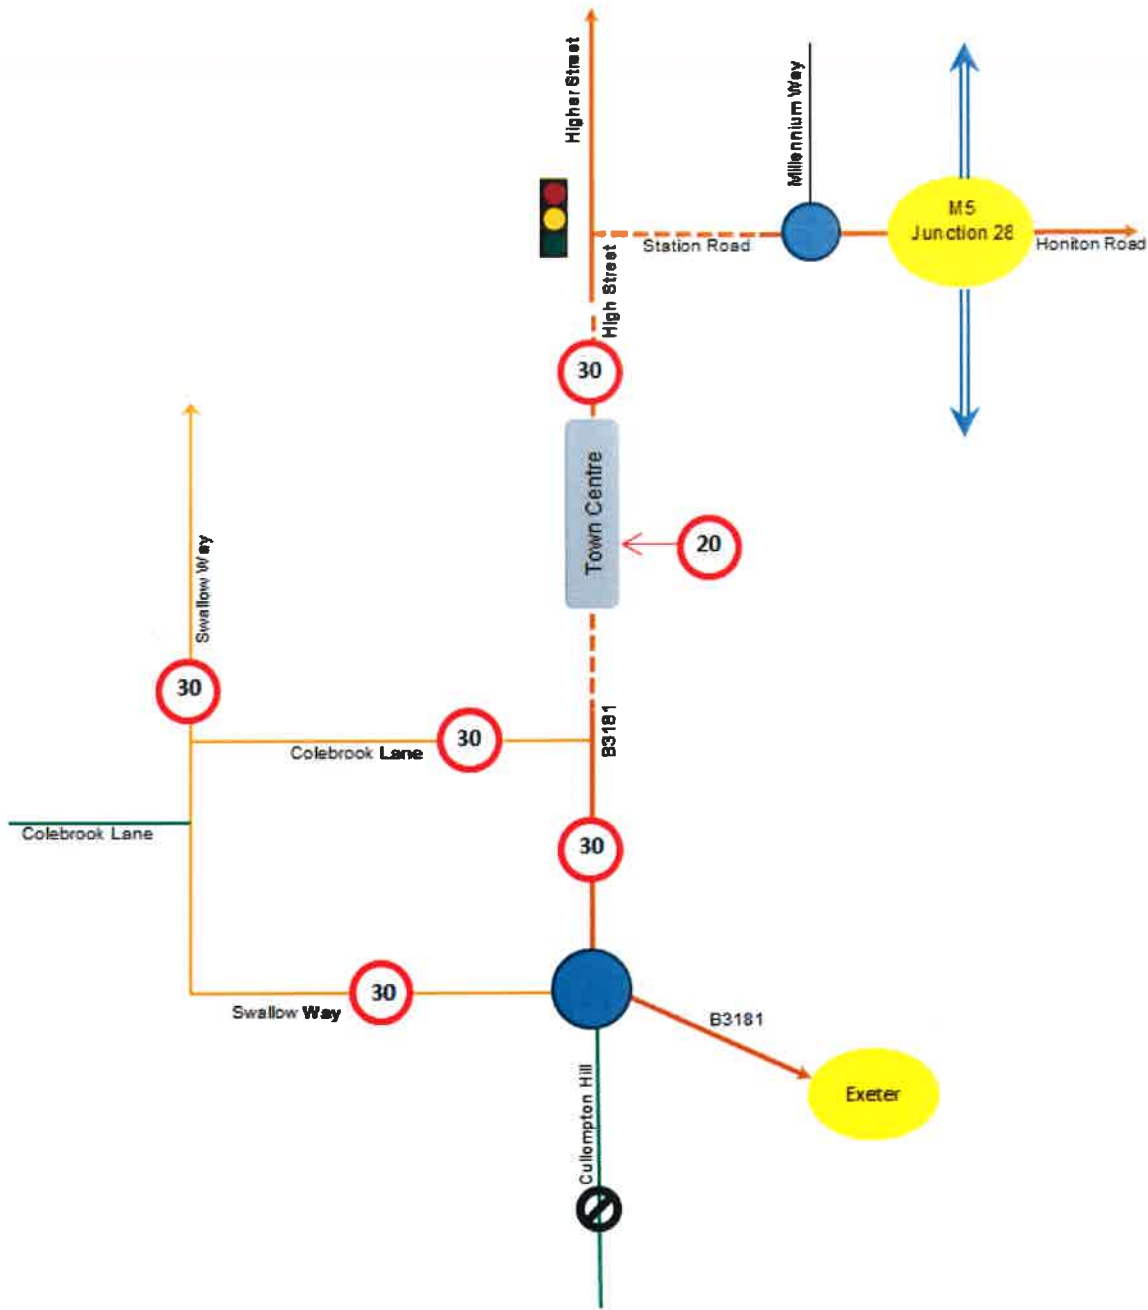 Higher Street
Millennium Way
M5
Junction 28
Station Road
Honiton Road
High Street
30
Town Centre
20
Swallow Way
30
Colebrook Lane
30
B3181
Colebrook Lane
30
30
Swallow Way
B3181
Exeter
Cullompton Hill